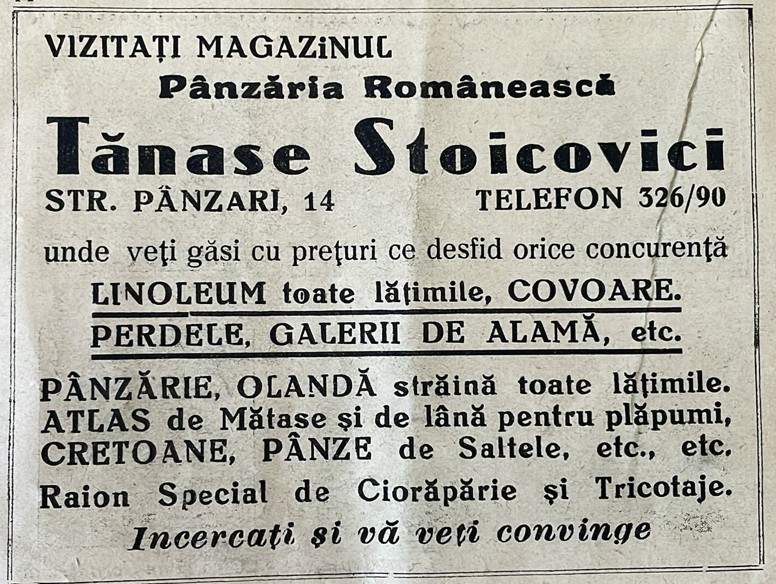 VIZITAȚI MAGAZiNUL
Pânzăria Românească
Tănase Stoicovici
STR. PÂNZARI, 14 TELEFON 326/90
unde veți găsi cu prețuri ce desfid orice concurență
LINOLEUM toate lățimile, COVOARE.
PERDELE, GALERII DE ALAMĂ, etc.
PÂNZĂRIE, OLANDĂ străină toate lățimile.
ATLAS de Mătase și de lână pentru plăpumi,
CRETOANE, PÂNZE de Saltele, etc., etc.
Raion Special de Ciorăpărie și Tricotaje.
Incercați și vă veți convinge